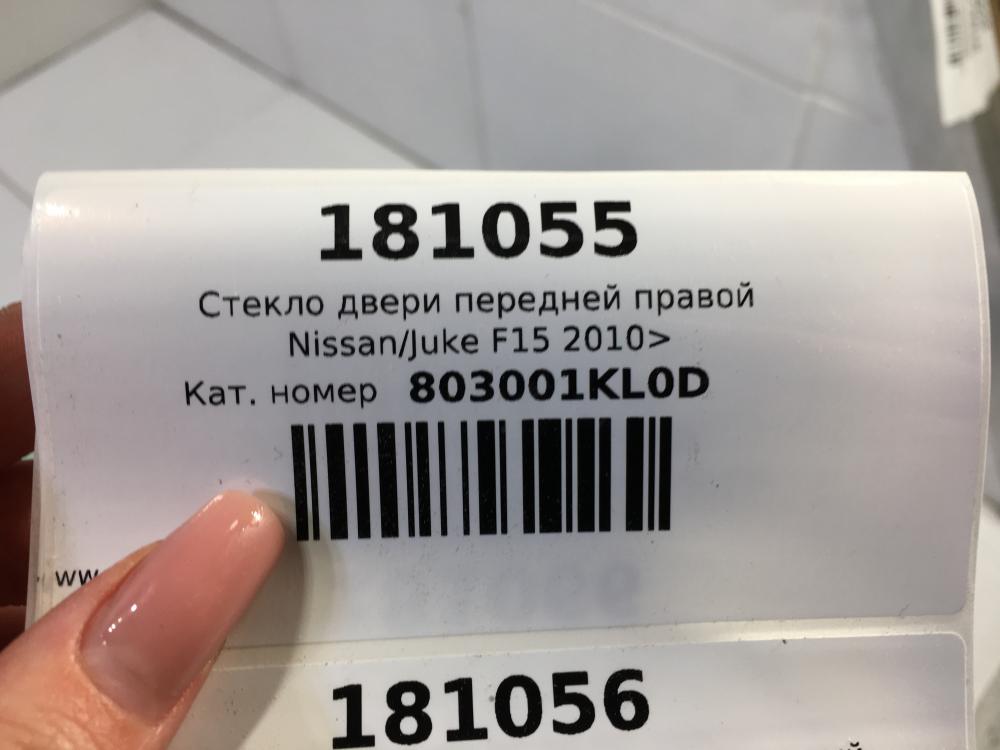 181055
Стекло двери передней правой
Nissan/Juke F15 2010>
Кат. номер 803001KL0D
181056